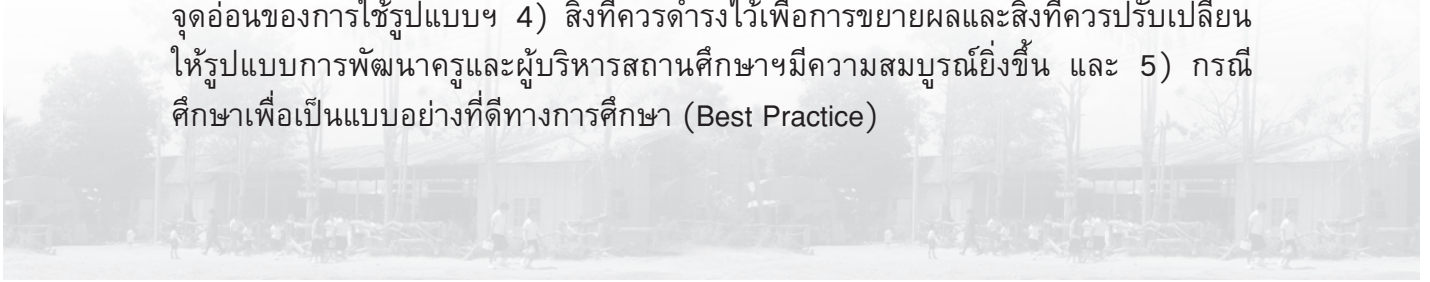 จุดอ่อนของการใช้รูปแบบฯ 4) สิ่งที่ควรดำรงไว้เพื่อการขยายผลและสิ่งที่ควรปรับเปลี่ยน
ให้รูปแบบการพัฒนาครูและผู้บริหารสถานศึกษาฯมีความสมบูรณ์ยิ่งขึ้น และ 5) กรณี
ศึกษาเพื่อเป็นแบบอย่างที่ดีทางการศึกษา (Best Practice)